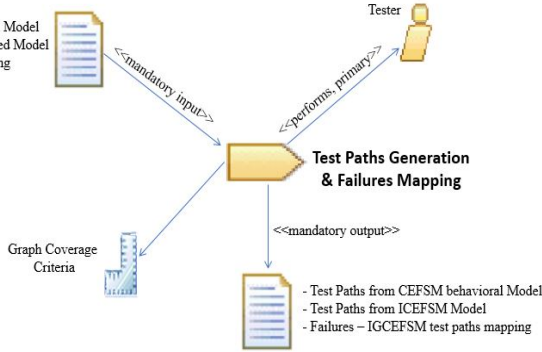 Model
ed Model
ng
Tester
<<mandatory input>>
<<performs, primary>>
Test Paths Generation
& Failures Mapping
<<mandatory output>>
Graph Coverage
Criteria
- Test Paths from CEFSM behavioral Model
- Test Paths from ICEFSM Model
- Failures – IGCEFSM test paths mapping